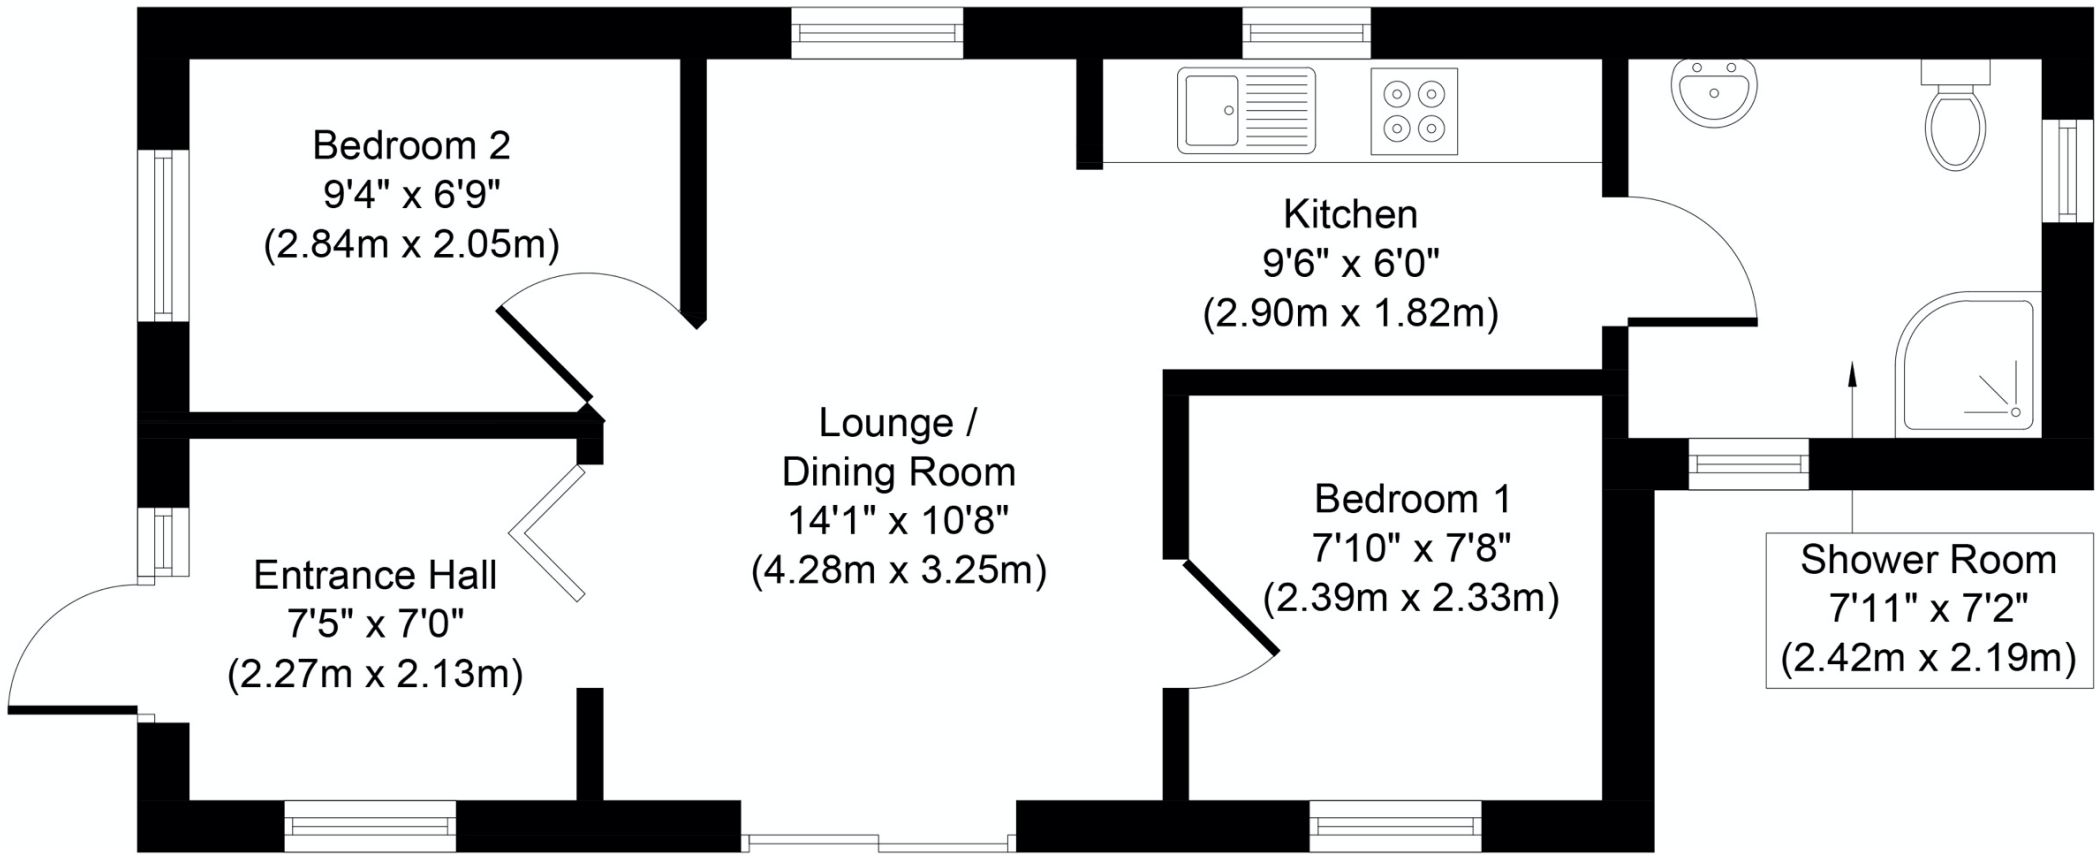 Bedroom 2
9'4" x 6'9"
(2.84m x 2.05m)
Kitchen
9'6" x 6'0"
(2.90m x 1.82m)
Lounge /
Dining Room
14'1" x 10'8"
(4.28m x 3.25m)
Bedroom 1
7'10" x 7'8"
(2.39m x 2.33m)
Entrance Hall
7'5" x 7'0"
(2.27m x 2.13m)
Shower Room
7'11" x 7'2"
(2.42m x 2.19m)